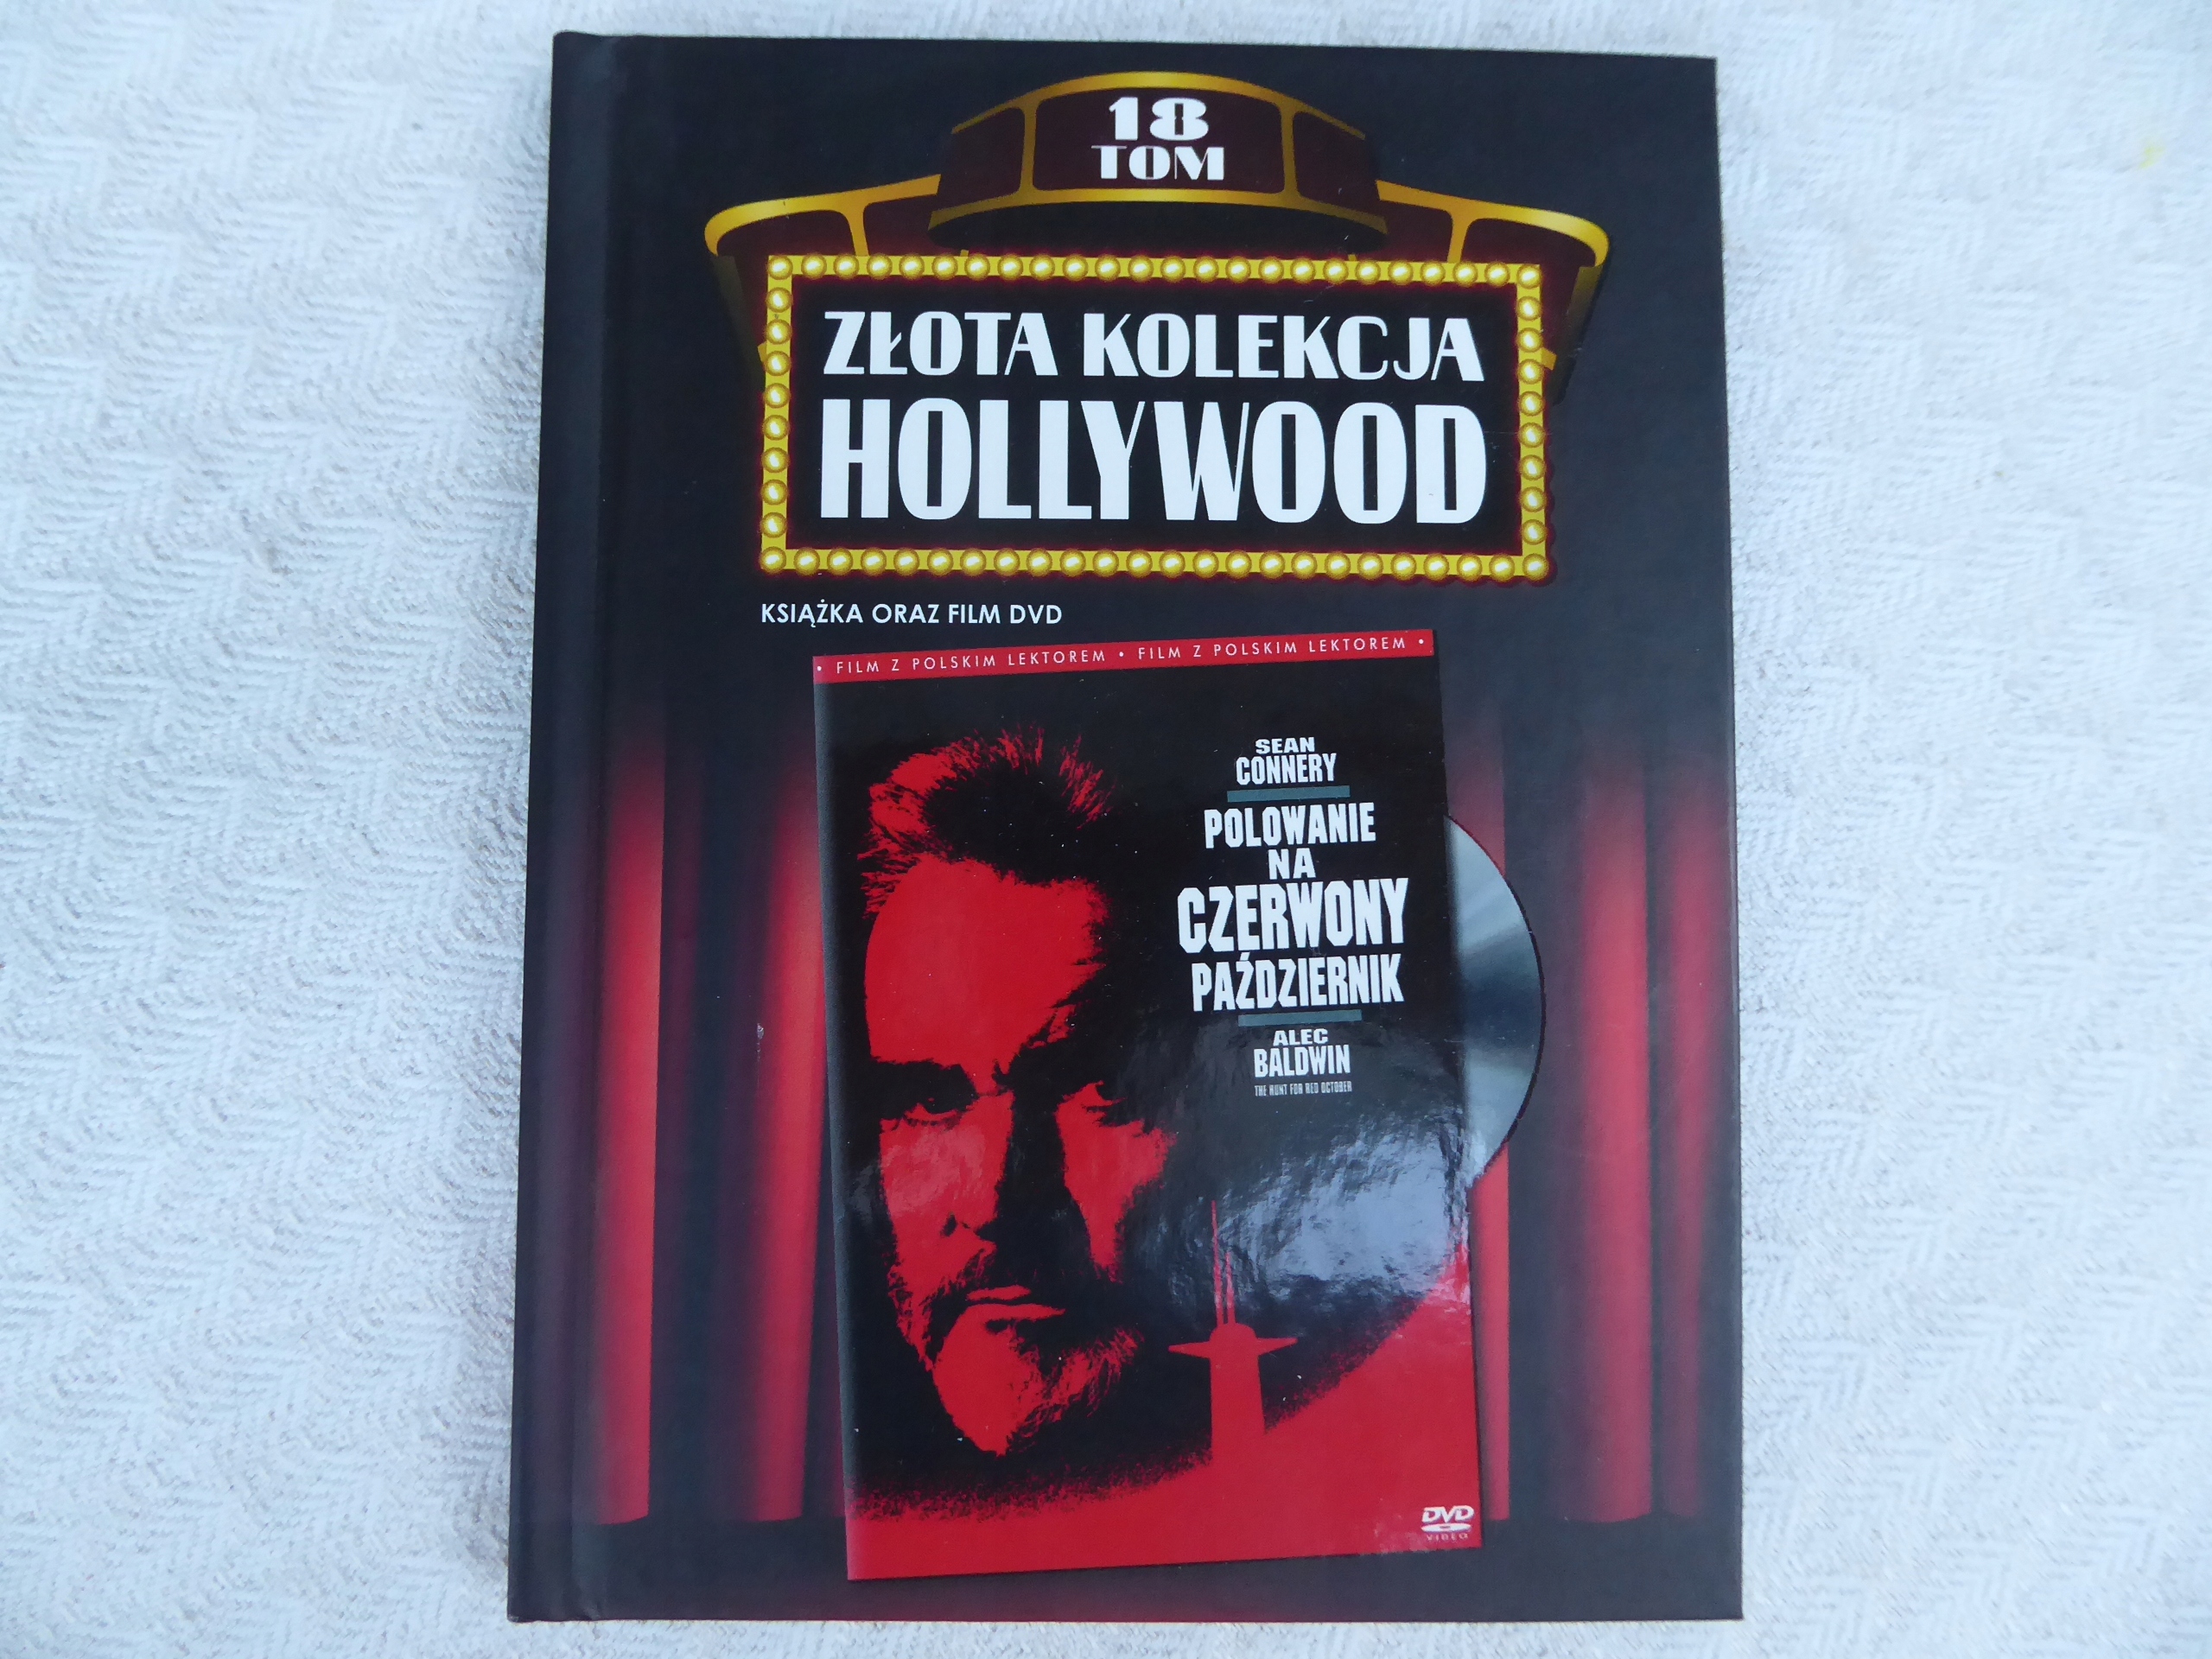 18
TOM
ZŁOTA KOLEKCJA
HOLLYWOOD
KSIĄŻKA ORAZ FILM DVD
• FILM Z POLSKIM LEKTOREM • FILM Z POLSKIM LEKTOREM •
SEAN
CONNERY
POLOWANIE
NA
CZERWONY
PAŹDZIERNIK
ALEC
BALDWIN
THE HUNT FOR RED OCTOBER
DVD
VIDEO